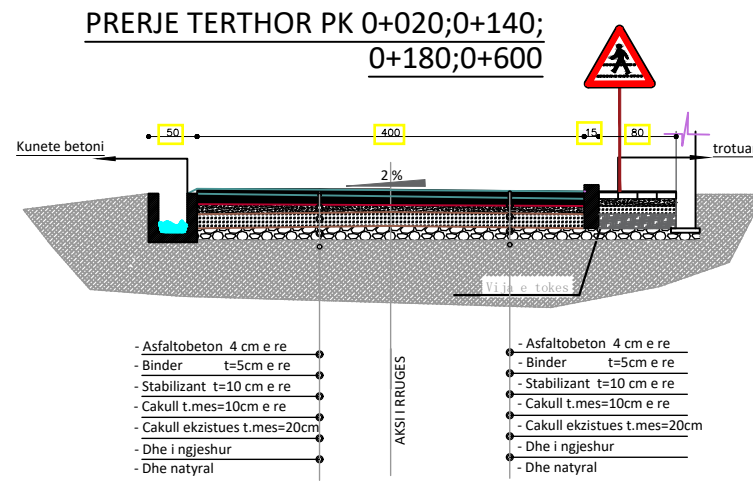 PRERJE TERTHOR PK 0+020;0+140;
0+180;0+600
50
400
15
80
Kunete betoni
trotuar
2 %
Vija e tokes
- Asfaltobeton 4 cm e re
- Binder t=5cm e re
- Stabilizant t=10 cm e re
- Cakull t.mes=10cm e re
- Cakull ekzistues t.mes=20cm
- Dhe i ngjeshur
- Dhe natyral
AKSI I RRUGES
- Asfaltobeton 4 cm e re
- Binder t=5cm e re
- Stabilizant t=10 cm e re
- Cakull t.mes=10cm e re
- Cakull ekzistues t.mes=20cm
- Dhe i ngjeshur
- Dhe natyral